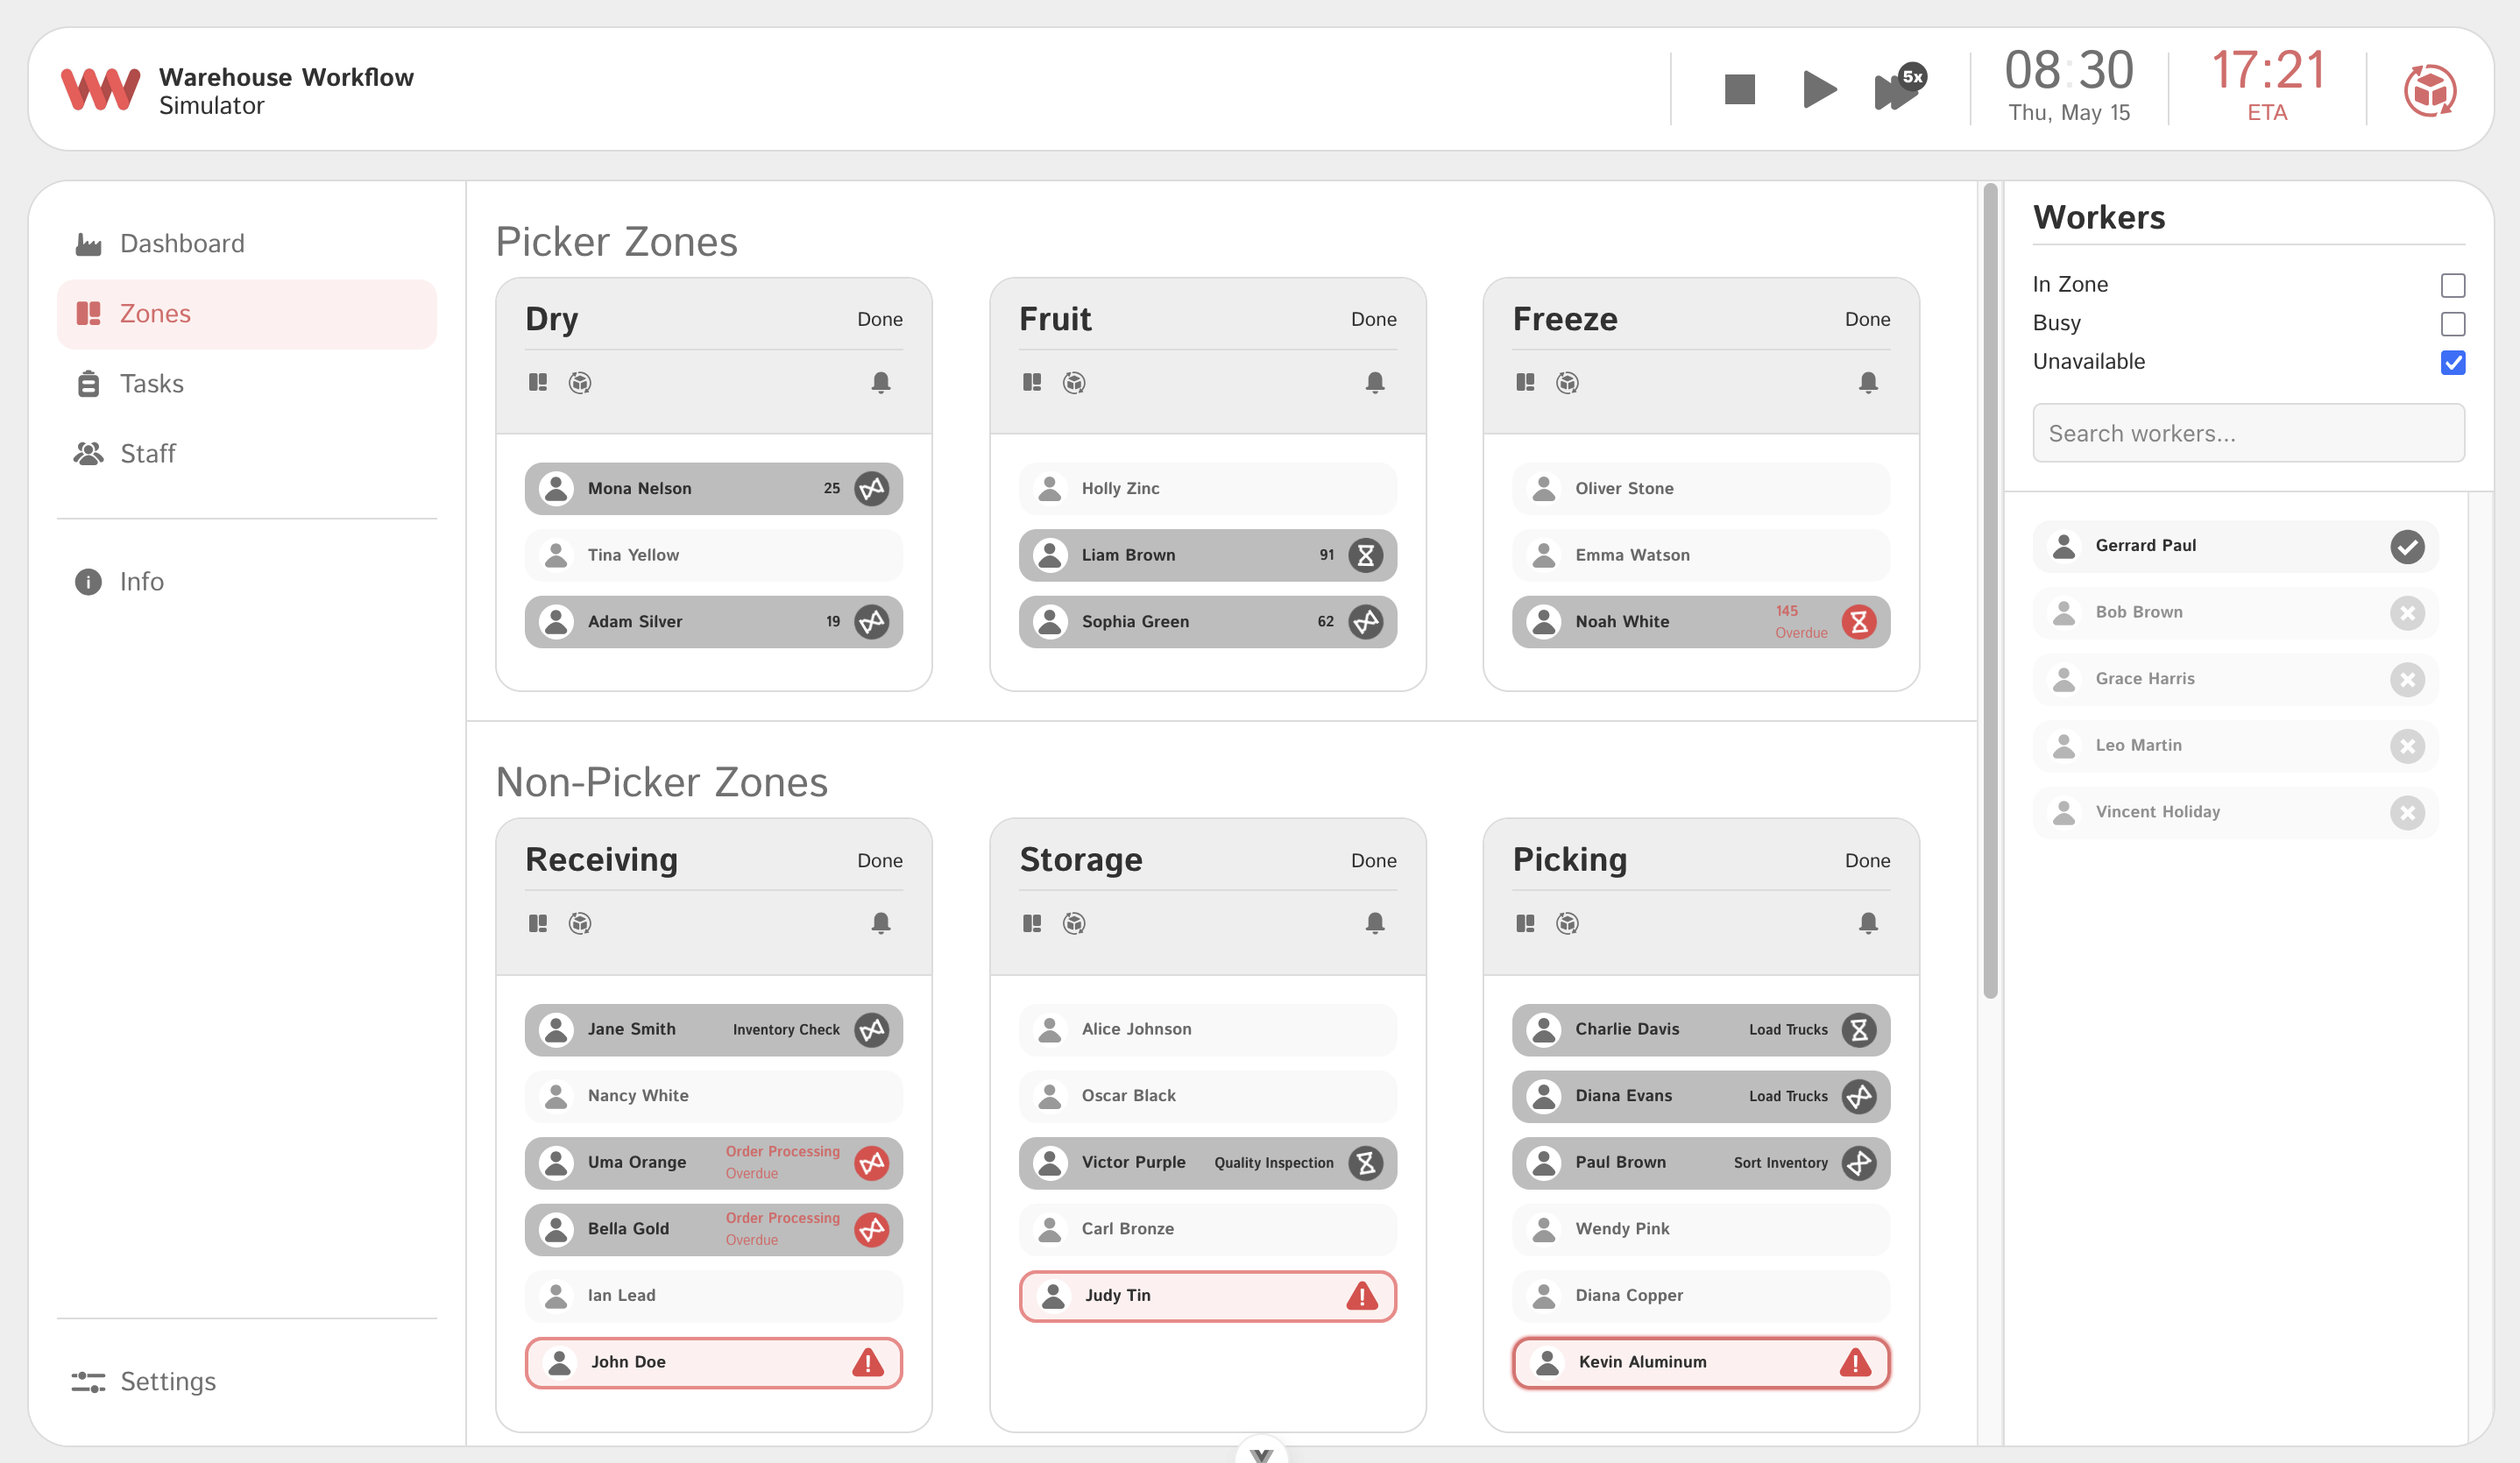 Warehouse Workflow
Simulator
5x
08:30
Thu, May 15
17:21
ETA
Dashboard
Zones
Tasks
Staff
Info
Settings
Picker Zones
Dry
Done
Mona Nelson
25
Tina Yellow
Adam Silver
19
Fruit
Done
Holly Zinc
Liam Brown
91
Sophia Green
62
Freeze
Done
Oliver Stone
Emma Watson
Noah White
145
Overdue
Non-Picker Zones
Receiving
Done
Jane Smith
Inventory Check
Nancy White
Uma Orange
Order Processing
Overdue
Bella Gold
Order Processing
Overdue
Ian Lead
John Doe
Storage
Done
Alice Johnson
Oscar Black
Victor Purple
Quality Inspection
Carl Bronze
Judy Tin
Picking
Done
Charlie Davis
Load Trucks
Diana Evans
Load Trucks
Paul Brown
Sort Inventory
Wendy Pink
Diana Copper
Kevin Aluminum
Workers
In Zone
Busy
Unavailable
Search workers...
Gerrard Paul
Bob Brown
Grace Harris
Leo Martin
Vincent Holiday